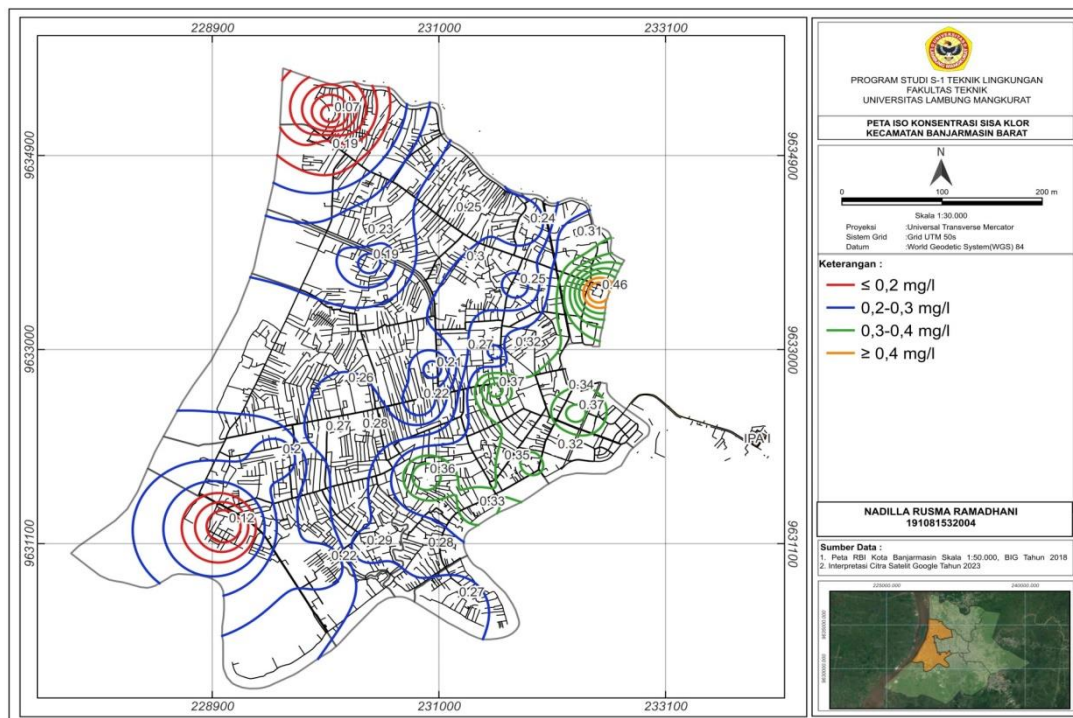 228900 231000 233100
9634900 9634900
9633000 9633000
9631100 9631100
228900 231000 233100
0.07
0.19
0.25
0.24
0.23
0.31
0.19
0.3
0.25
0.46
0.27
0.32
0.21
0.26
0.37
0.34
0.22
0.37
0.27
0.28
0.32
0.2
IPA I
0.36
0.35
0.33
0.12
0.29
0.28
0.22
0.27
PROGRAM STUDI S-1 TEKNIK LINGKUNGAN
FAKULTAS TEKNIK
UNIVERSITAS LAMBUNG MANGKURAT
PETA ISO KONSENTRASI SISA KLOR
KECAMATAN BANJARMASIN BARAT
N
0 100 200 m
Skala 1:30.000
Proyeksi :Universal Transverse Mercator
Sistem Grid :Grid UTM 50s
Datum :World Geodetic System(WGS) 84
Keterangan :
≤ 0,2 mg/l
0,2-0,3 mg/l
0,3-0,4 mg/l
≥ 0,4 mg/l
NADILLA RUSMA RAMADHANI
191081532004
Sumber Data :
1. Peta RBI Kota Banjarmasin Skala 1:50.000, BIG Tahun 2018
2. Interpretasi Citra Satelit Google Tahun 2023